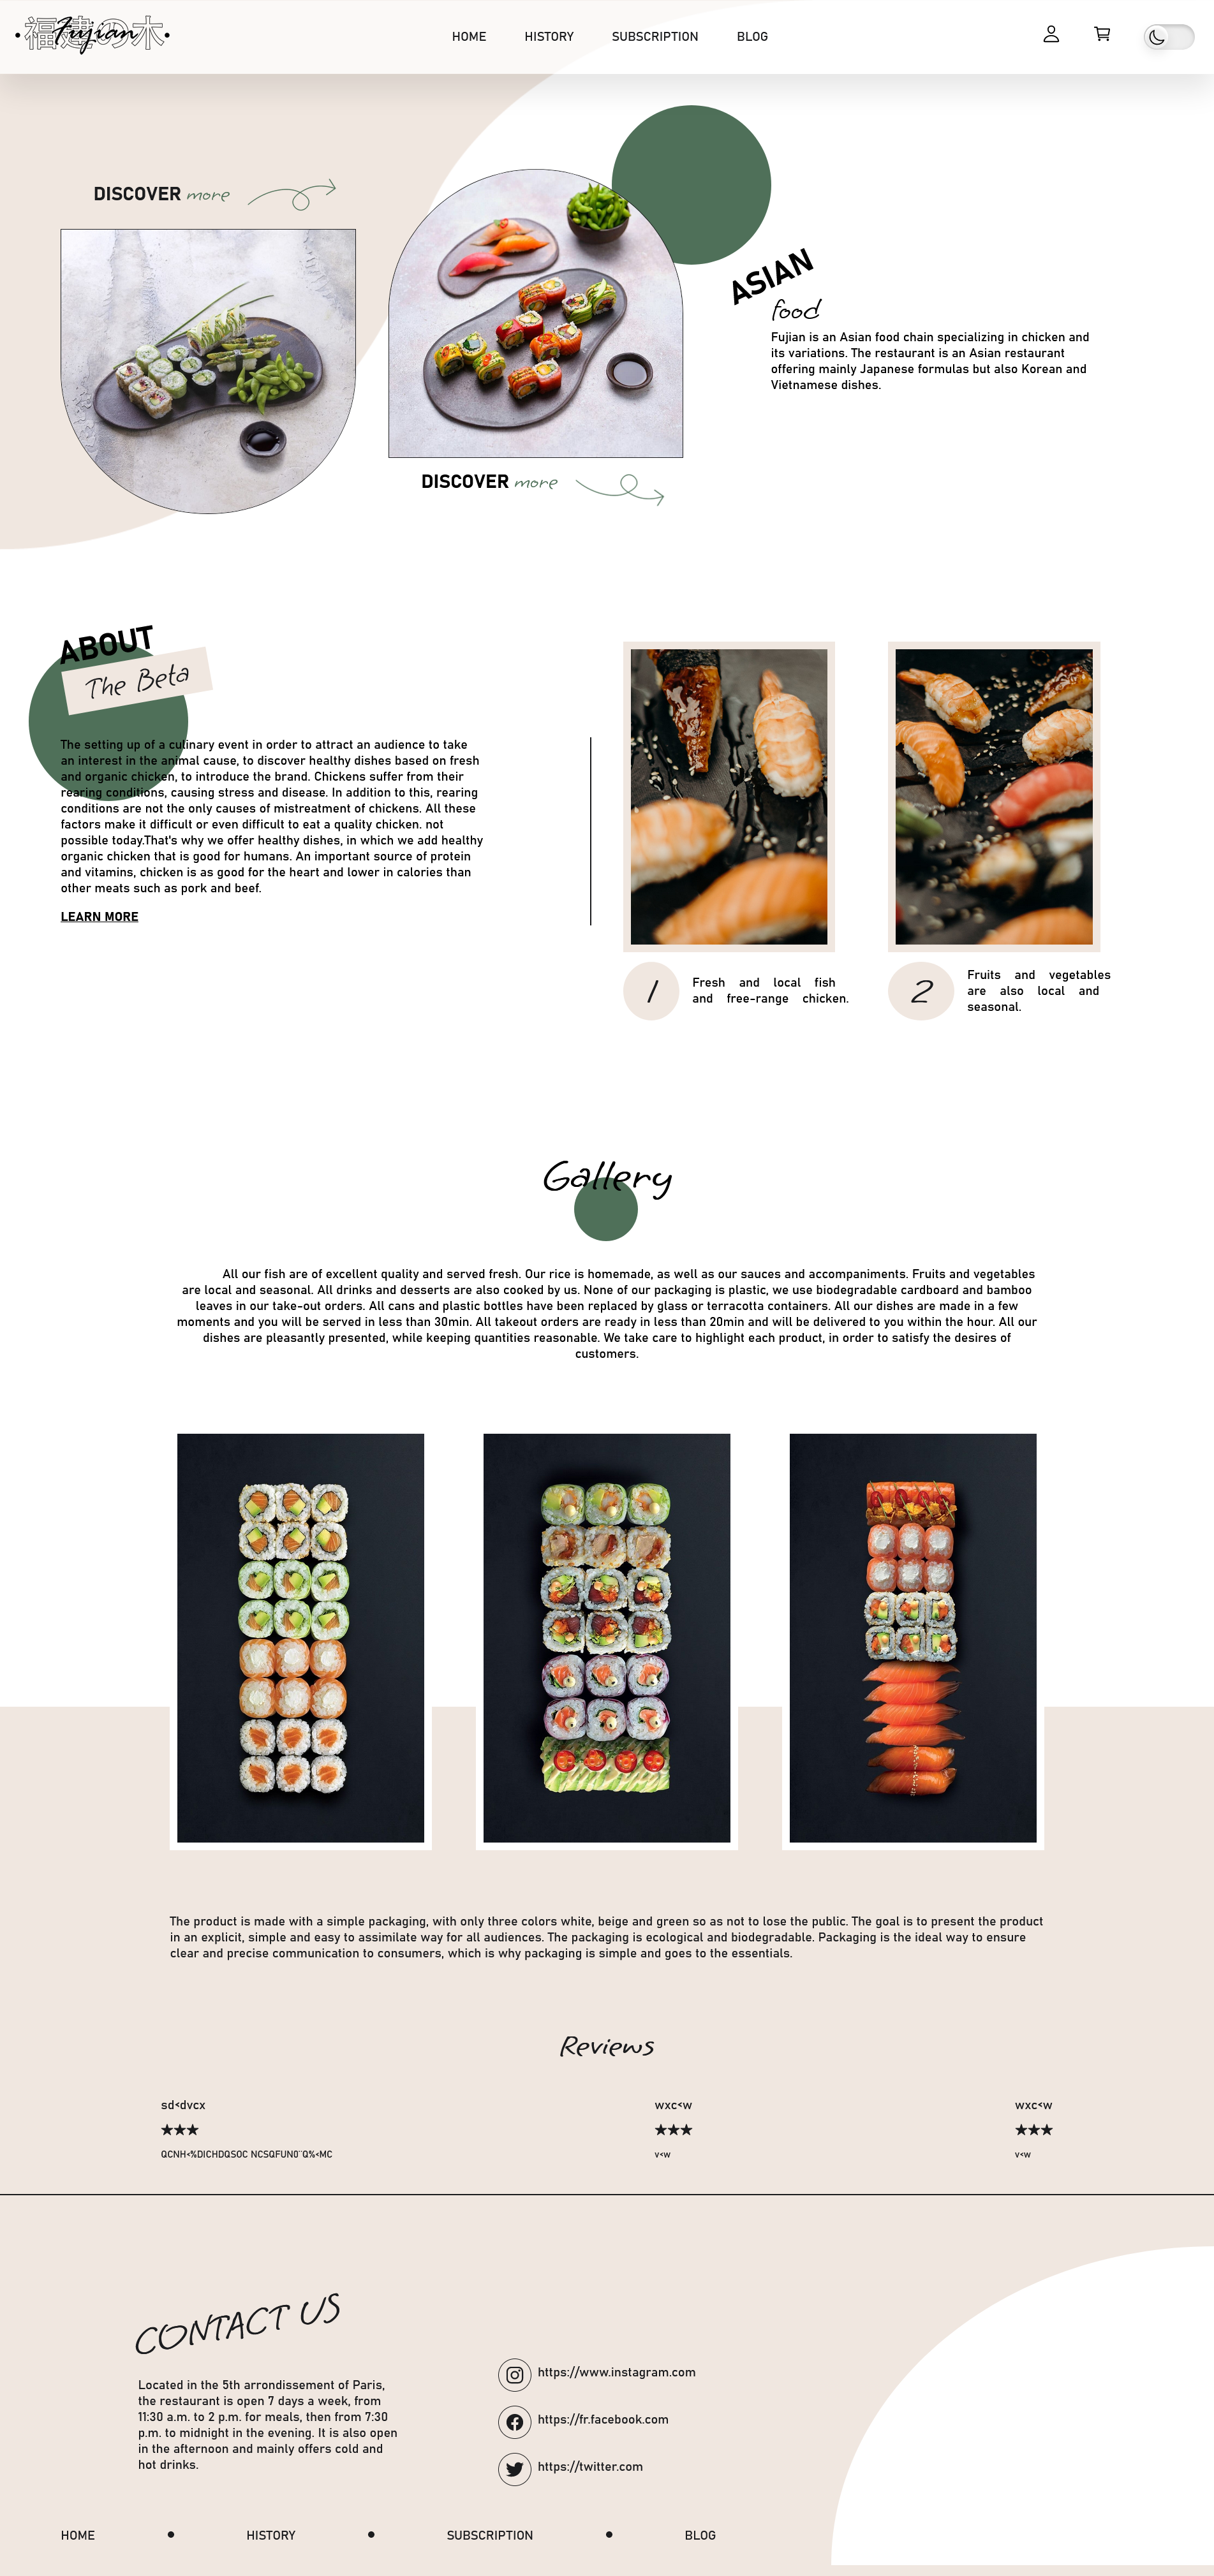 福建の木
Fujian
HOME
HISTORY
SUBSCRIPTION
BLOG
DISCOVER more
ASIAN
food
Fujian is an Asian food chain specializing in chicken and
its variations. The restaurant is an Asian restaurant
offering mainly Japanese formulas but also Korean and
Vietnamese dishes.
DISCOVER more
ABOUT
The Beta
The setting up of a culinary event in order to attract an audience to take
an interest in the animal cause, to discover healthy dishes based on fresh
and organic chicken, to introduce the brand. Chickens suffer from their
rearing conditions, causing stress and disease. In addition to this, rearing
conditions are not the only causes of mistreatment of chickens. All these
factors make it difficult or even difficult to eat a quality chicken. not
possible today.That's why we offer healthy dishes, in which we add healthy
organic chicken that is good for humans. An important source of protein
and vitamins, chicken is as good for the heart and lower in calories than
other meats such as pork and beef.
LEARN MORE
1
Fresh and local fish
and free-range chicken.
2
Fruits and vegetables
are also local and
seasonal.
Gallery
All our fish are of excellent quality and served fresh. Our rice is homemade, as well as our sauces and accompaniments. Fruits and vegetables
are local and seasonal. All drinks and desserts are also cooked by us. None of our packaging is plastic, we use biodegradable cardboard and bamboo
leaves in our take-out orders. All cans and plastic bottles have been replaced by glass or terracotta containers. All our dishes are made in a few
moments and you will be served in less than 30min. All takeout orders are ready in less than 20min and will be delivered to you within the hour. All our
dishes are pleasantly presented, while keeping quantities reasonable. We take care to highlight each product, in order to satisfy the desires of
customers.
The product is made with a simple packaging, with only three colors white, beige and green so as not to lose the public. The goal is to present the product
in an explicit, simple and easy to assimilate way for all audiences. The packaging is ecological and biodegradable. Packaging is the ideal way to ensure
clear and precise communication to consumers, which is why packaging is simple and goes to the essentials.
Reviews
sd<dvcx
★★★
QCNH<%DICHDQSOC NCSQFUN0¨Q%<MC
wxc<w
★★★
v<w
wxc<w
★★★
v<w
CONTACT US
Located in the 5th arrondissement of Paris,
the restaurant is open 7 days a week, from
11:30 a.m. to 2 p.m. for meals, then from 7:30
p.m. to midnight in the evening. It is also open
in the afternoon and mainly offers cold and
hot drinks.
https://www.instagram.com
https://fr.facebook.com
https://twitter.com
HOME
HISTORY
SUBSCRIPTION
BLOG